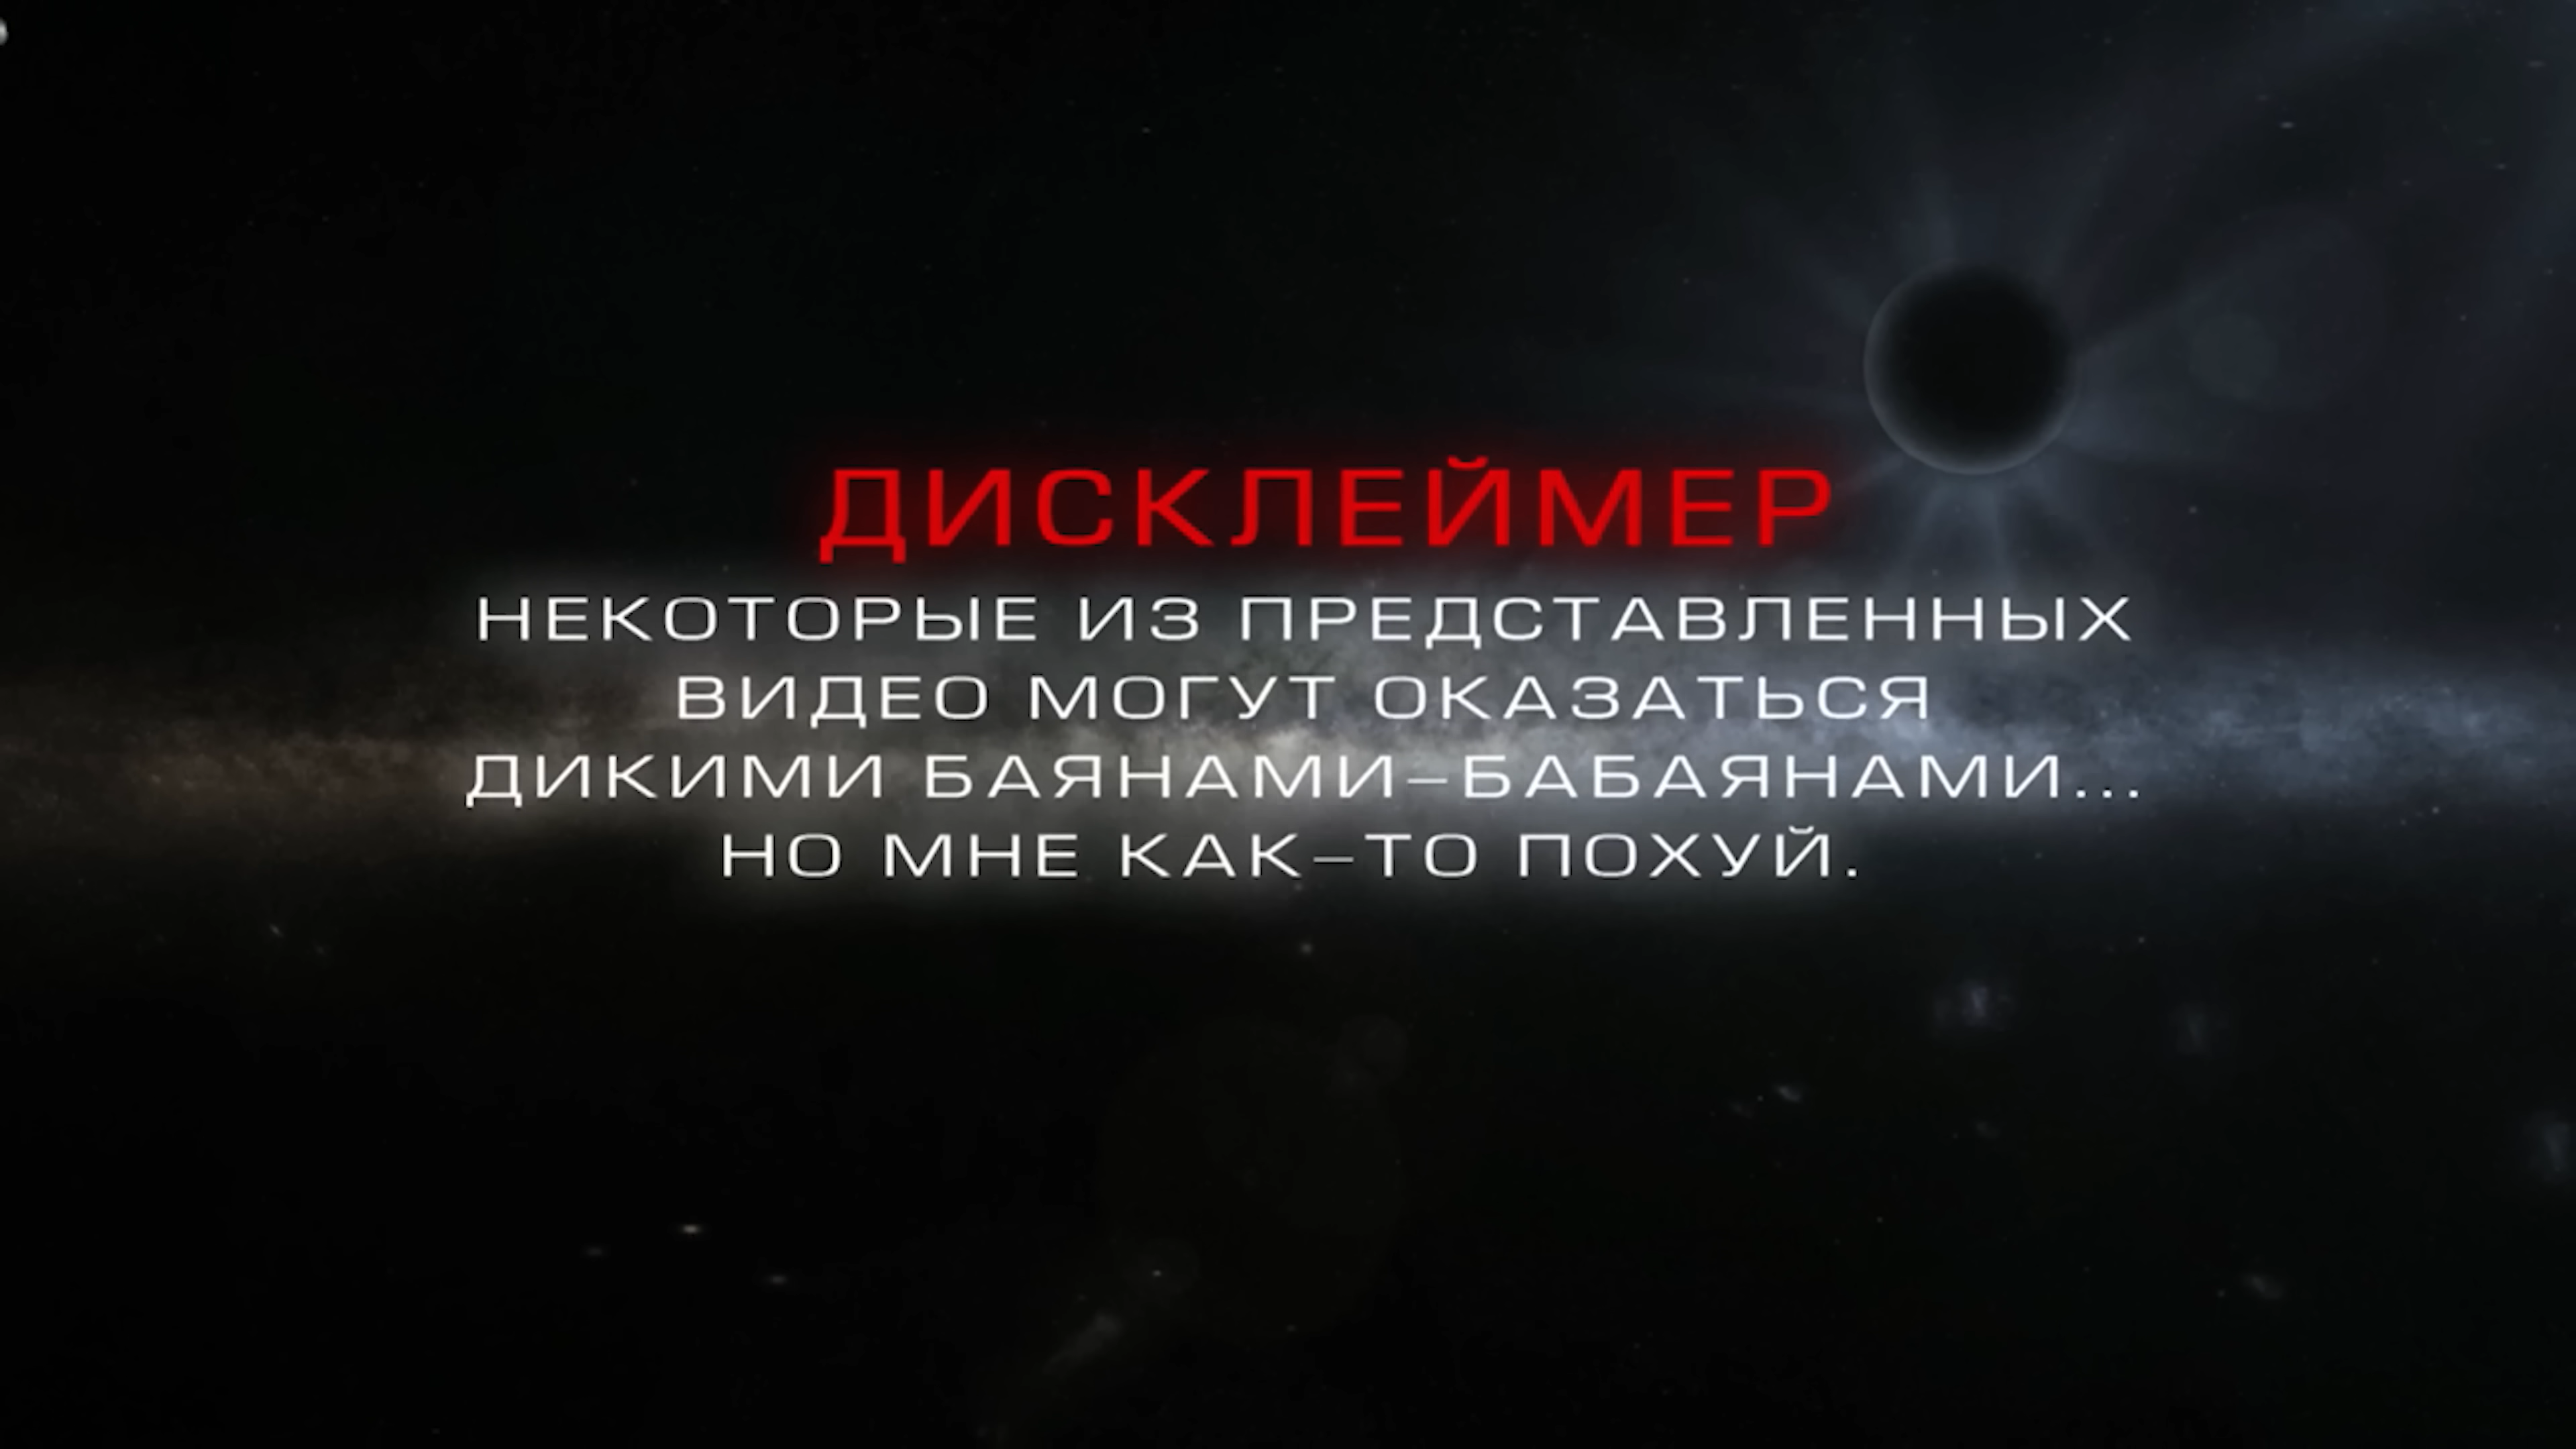 ДИСКЛЕЙМЕР
НЕКОТОРЫЕ ИЗ ПРЕДСТАВЛЕННЫХ
ВИДЕО МОГУТ ОКАЗАТЬСЯ
ДИКИМИ БАЯНАМИ–БАБАЯНАМИ...
НО МНЕ КАК–ТО ПОХУЙ.